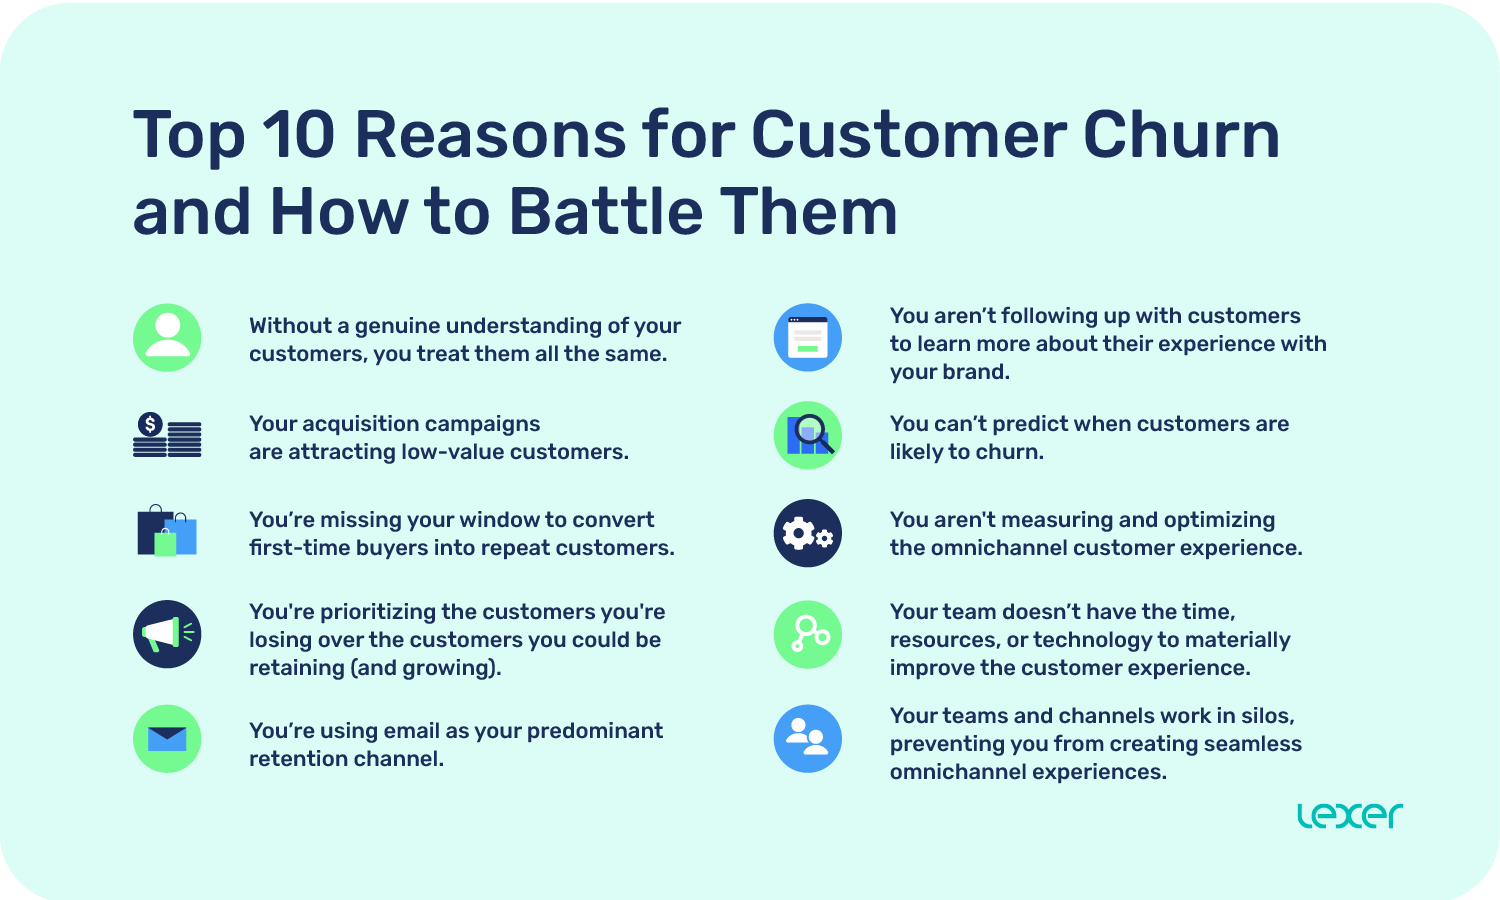 Top 10 Reasons for Customer Churn
and How to Battle Them
Without a genuine understanding of your
customers, you treat them all the same.
Your acquisition campaigns
are attracting low-value customers.
You’re missing your window to convert
first-time buyers into repeat customers.
You're prioritizing the customers you're
losing over the customers you could be
retaining (and growing).
You’re using email as your predominant
retention channel.
You aren’t following up with customers
to learn more about their experience with
your brand.
You can’t predict when customers are
likely to churn.
You aren't measuring and optimizing
the omnichannel customer experience.
Your team doesn’t have the time,
resources, or technology to materially
improve the customer experience.
Your teams and channels work in silos,
preventing you from creating seamless
omnichannel experiences.
$
Lexer